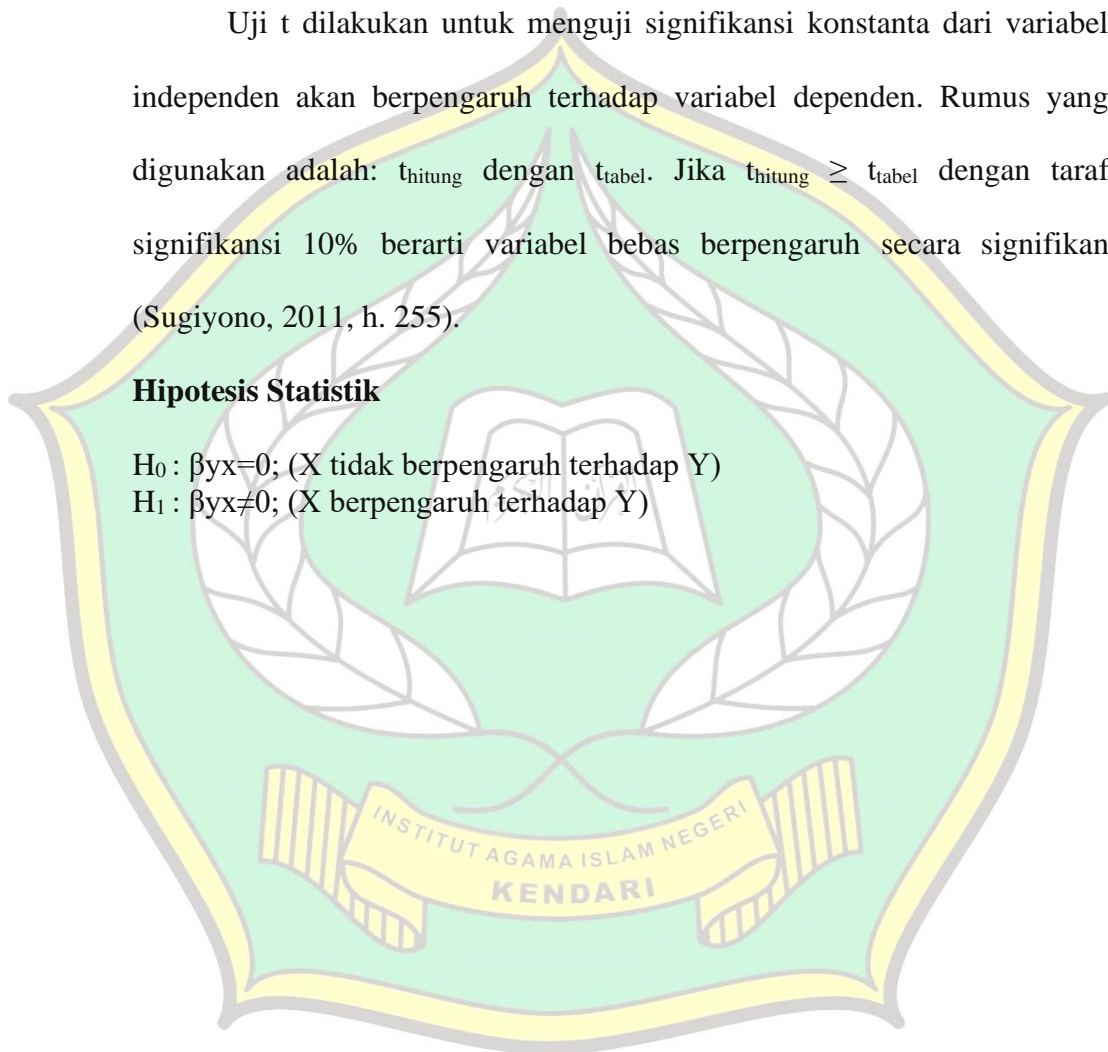 Uji t dilakukan untuk menguji signifikansi konstanta dari variabel
independen akan berpengaruh terhadap variabel dependen. Rumus yang
digunakan adalah: thitung dengan ttabel. Jika thitung ≥ ttabel dengan taraf
signifikansi 10% berarti variabel bebas berpengaruh secara signifikan
(Sugiyono, 2011, h. 255).
Hipotesis Statistik
H0 : βyx=0; (X tidak berpengaruh terhadap Y)
H1 : βyx≠0; (X berpengaruh terhadap Y)
INSTITUT AGAMA ISLAM NEGERI
KENDARI